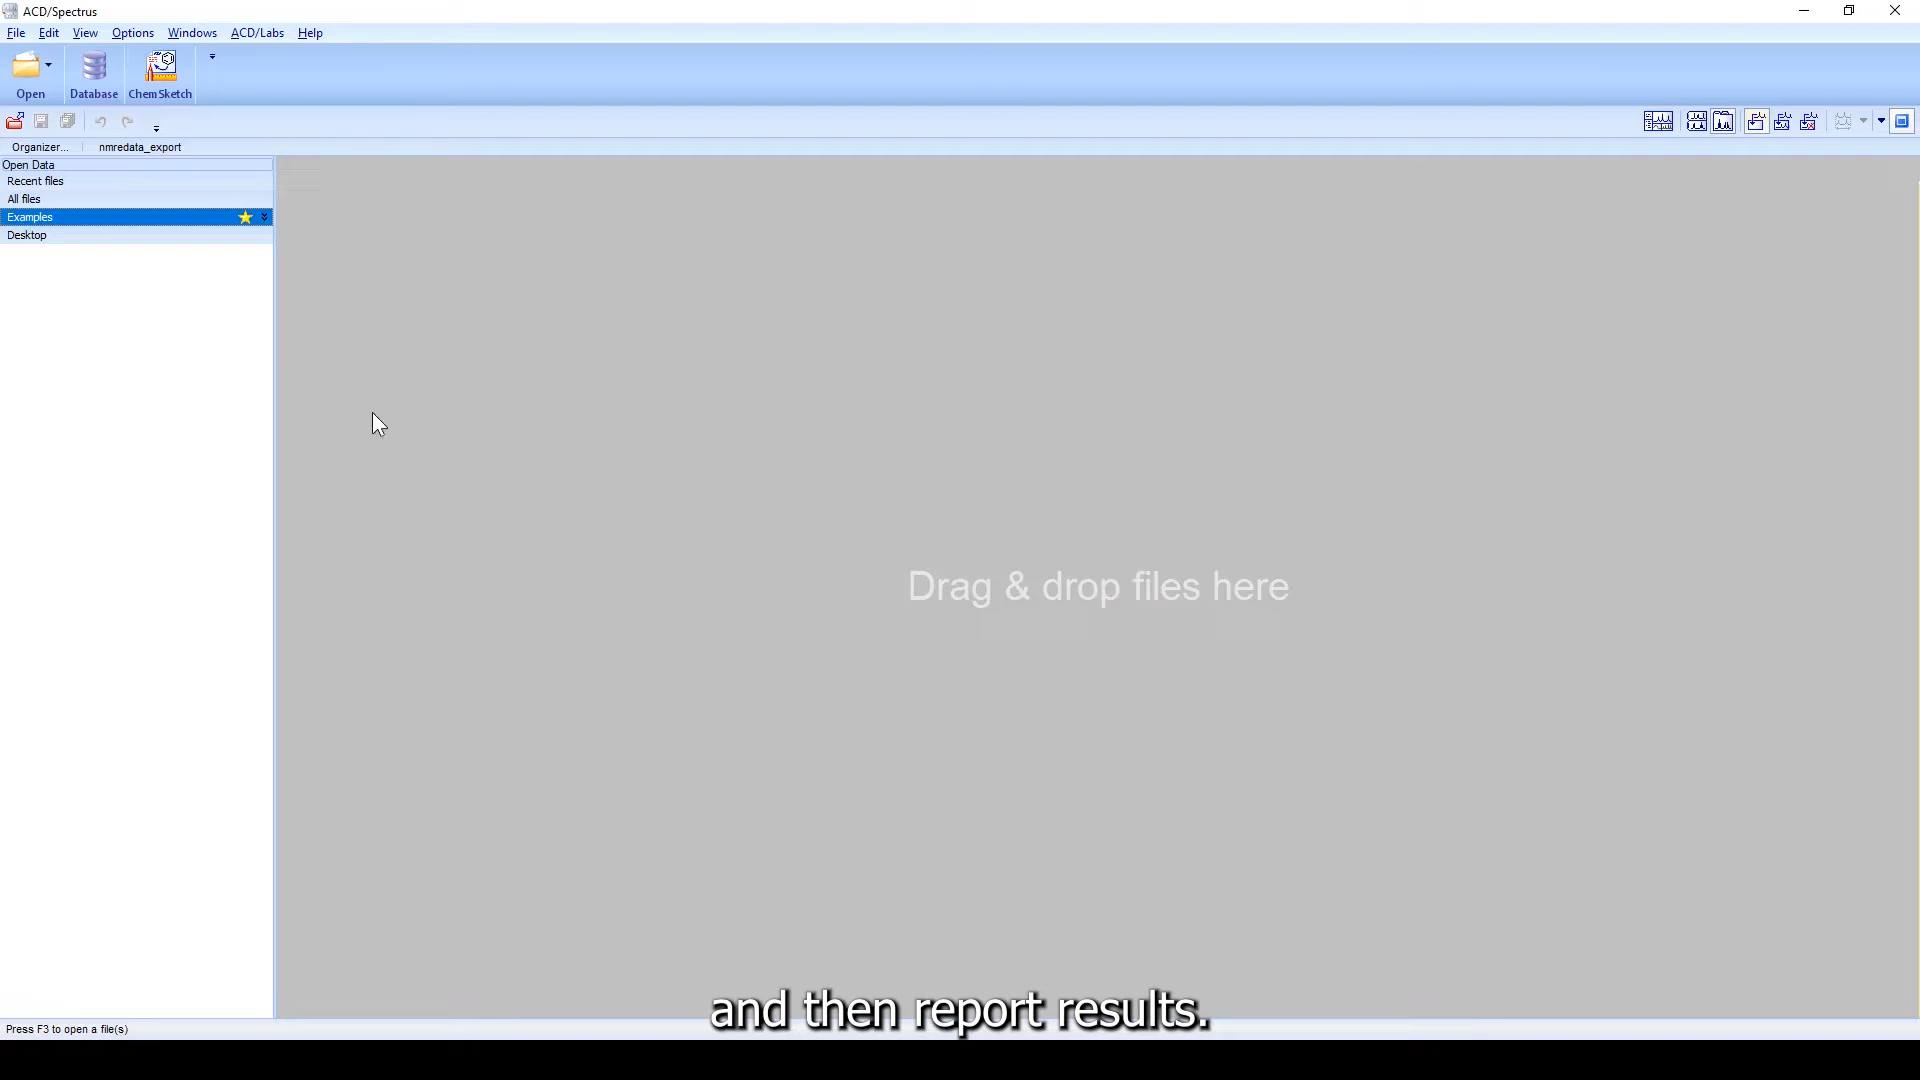 ACD/Spectrus
File Edit View Options Windows ACD/Labs Help
Open Database ChemSketch
Organizer... nmredata_export
Open Data
Recent files
All files
Examples
Desktop
Drag & drop files here
and then report results.
Press F3 to open a file(s)